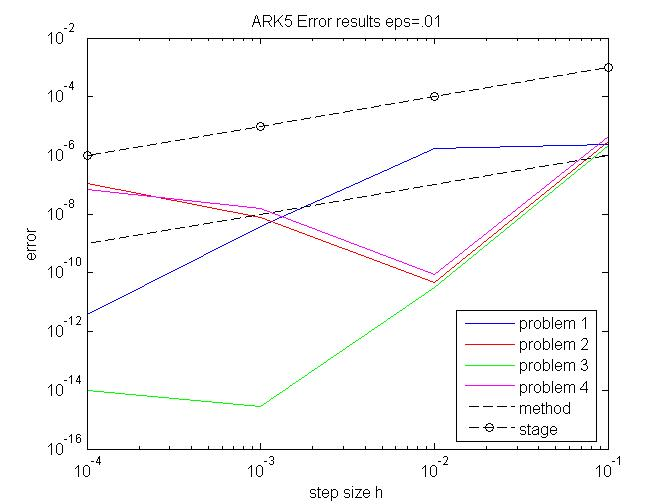 ARK5 Error results eps=.01
10^-2
10^-4
10^-6
10^-8
10^-10
10^-12
10^-14
10^-16
error
problem 1
problem 2
problem 3
problem 4
method
stage
10^-4
10^-3
10^-2
10^-1
step size h